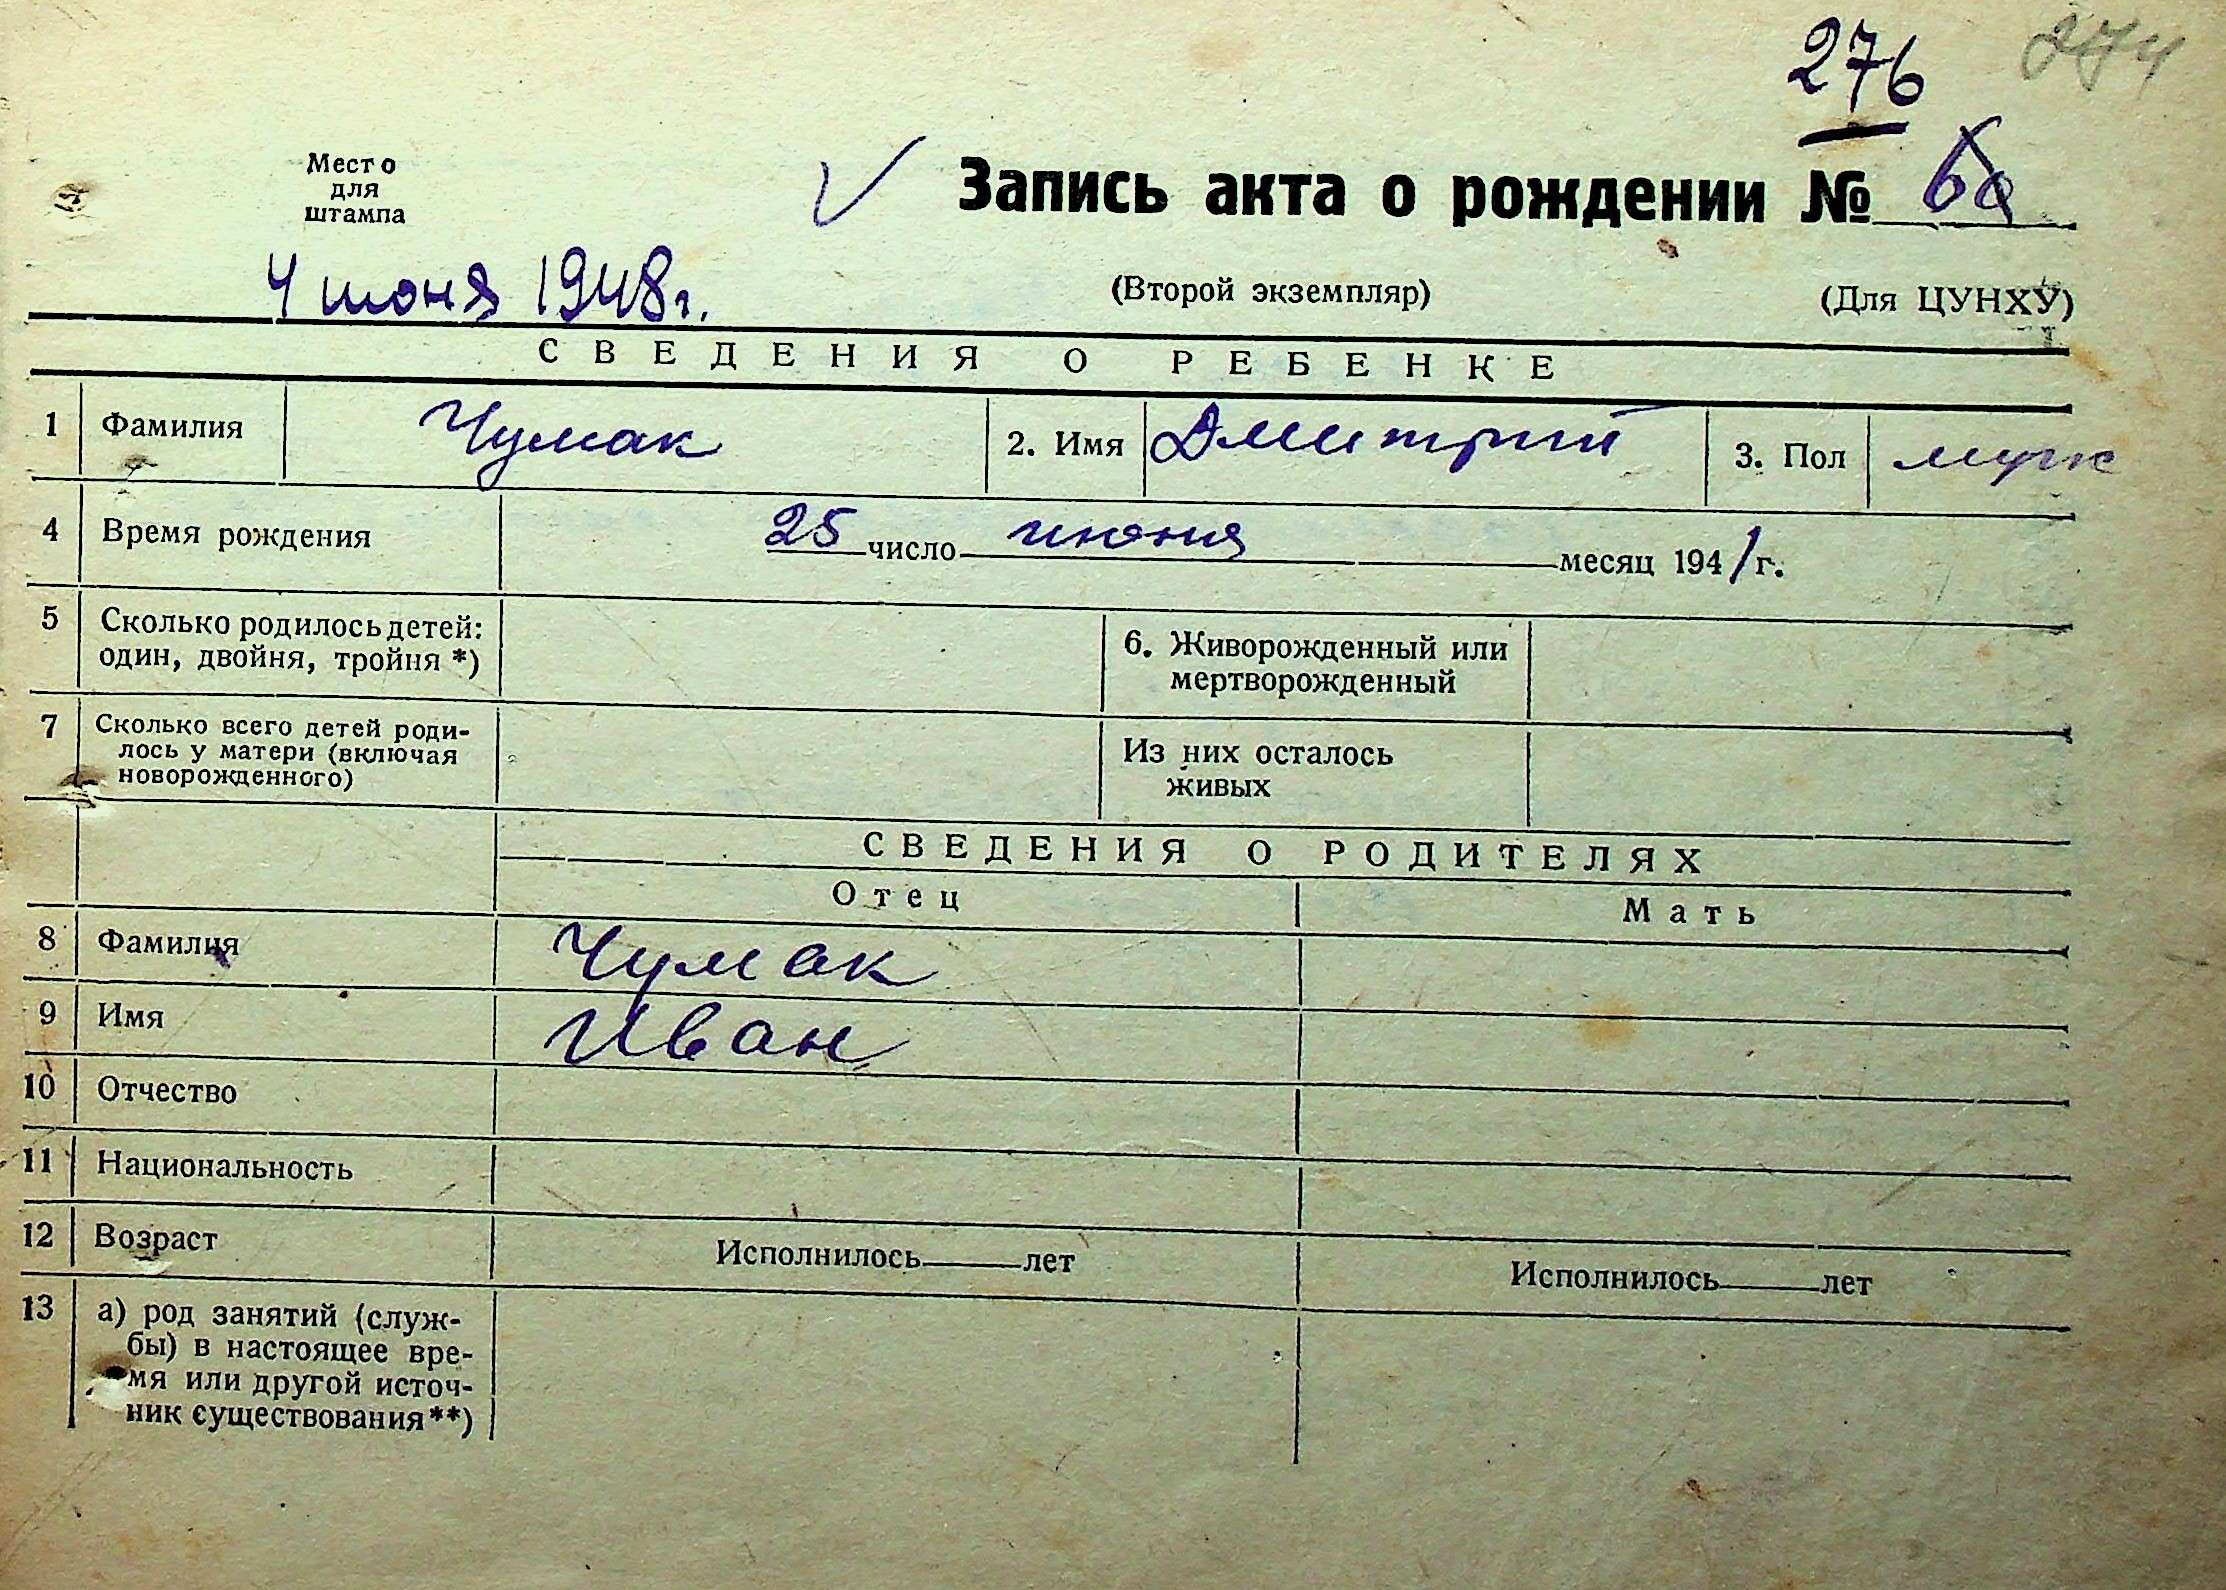 276 274
Место
для
штампа
Запись акта о рождении №
4 июня 1948г.
(Второй экземпляр)
(Для ЦУНХУ)
СВЕДЕНИЯ О РЕБЕНКЕ
1 Фамилия Чумак 2. Имя Дмитрий 3. Пол муж
4 Время рождения 25 число июня месяц 1941 г.
5 Сколько родилось детей: 6. Живорожденный или
один, двойня, тройня *) мертворожденный
7 Сколько всего детей роди- Из них осталось
лось у матери (включая живых
новорожденного)
СВЕДЕНИЯ О РОДИТЕЛЯХ
Отец Мать
8 Фамилия Чумак
9 Имя Иван
10 Отчество
11 Национальность
12 Возраст Исполнилось лет Исполнилось лет
13 а) род занятий (служ-
бы) в настоящее вре-
мя или другой источ-
ник существования**)